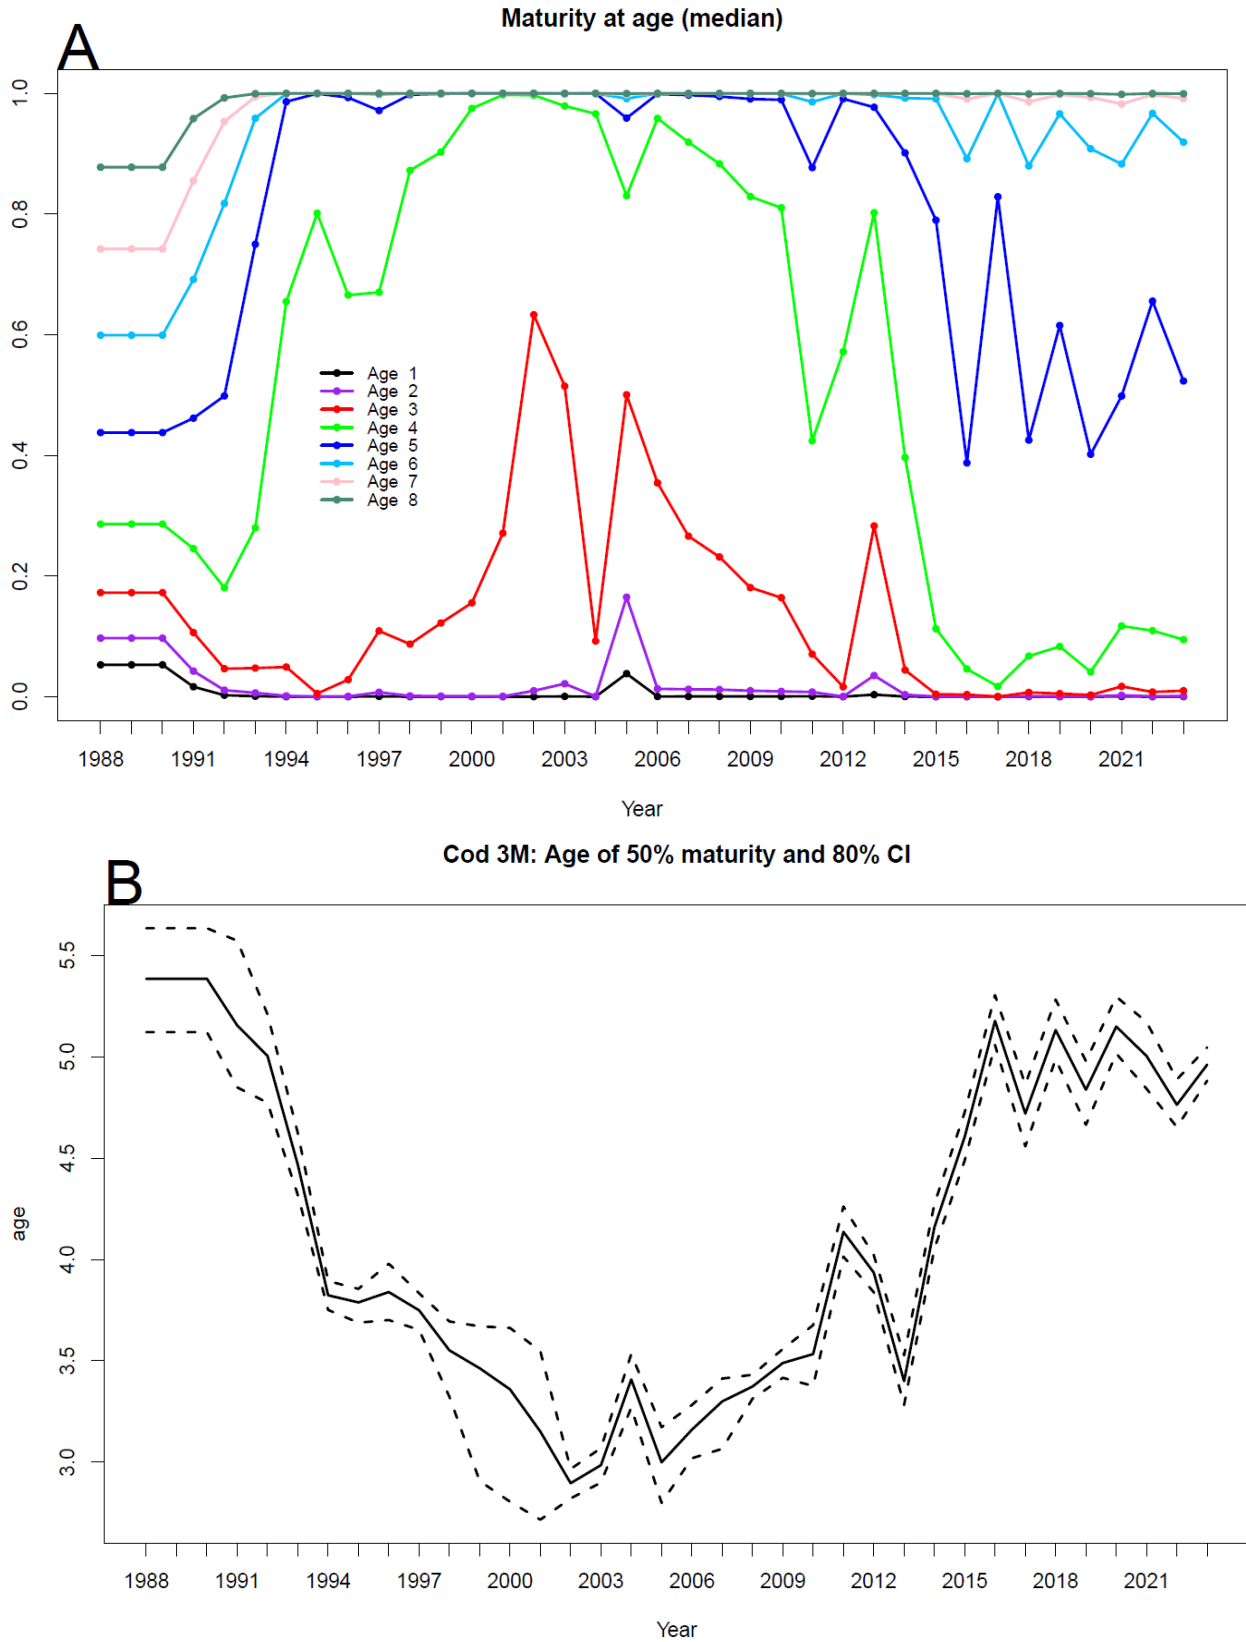 Maturity at age (median)
A
1.0
0.8
0.6
0.4
0.2
0.0
Age 1
Age 2
Age 3
Age 4
Age 5
Age 6
Age 7
Age 8
1988 1991 1994 1997 2000 2003 2006 2009 2012 2015 2018 2021
Year
Cod 3M: Age of 50% maturity and 80% CI
B
5.5
5.0
4.5
4.0
3.5
3.0
age
1988 1991 1994 1997 2000 2003 2006 2009 2012 2015 2018 2021
Year